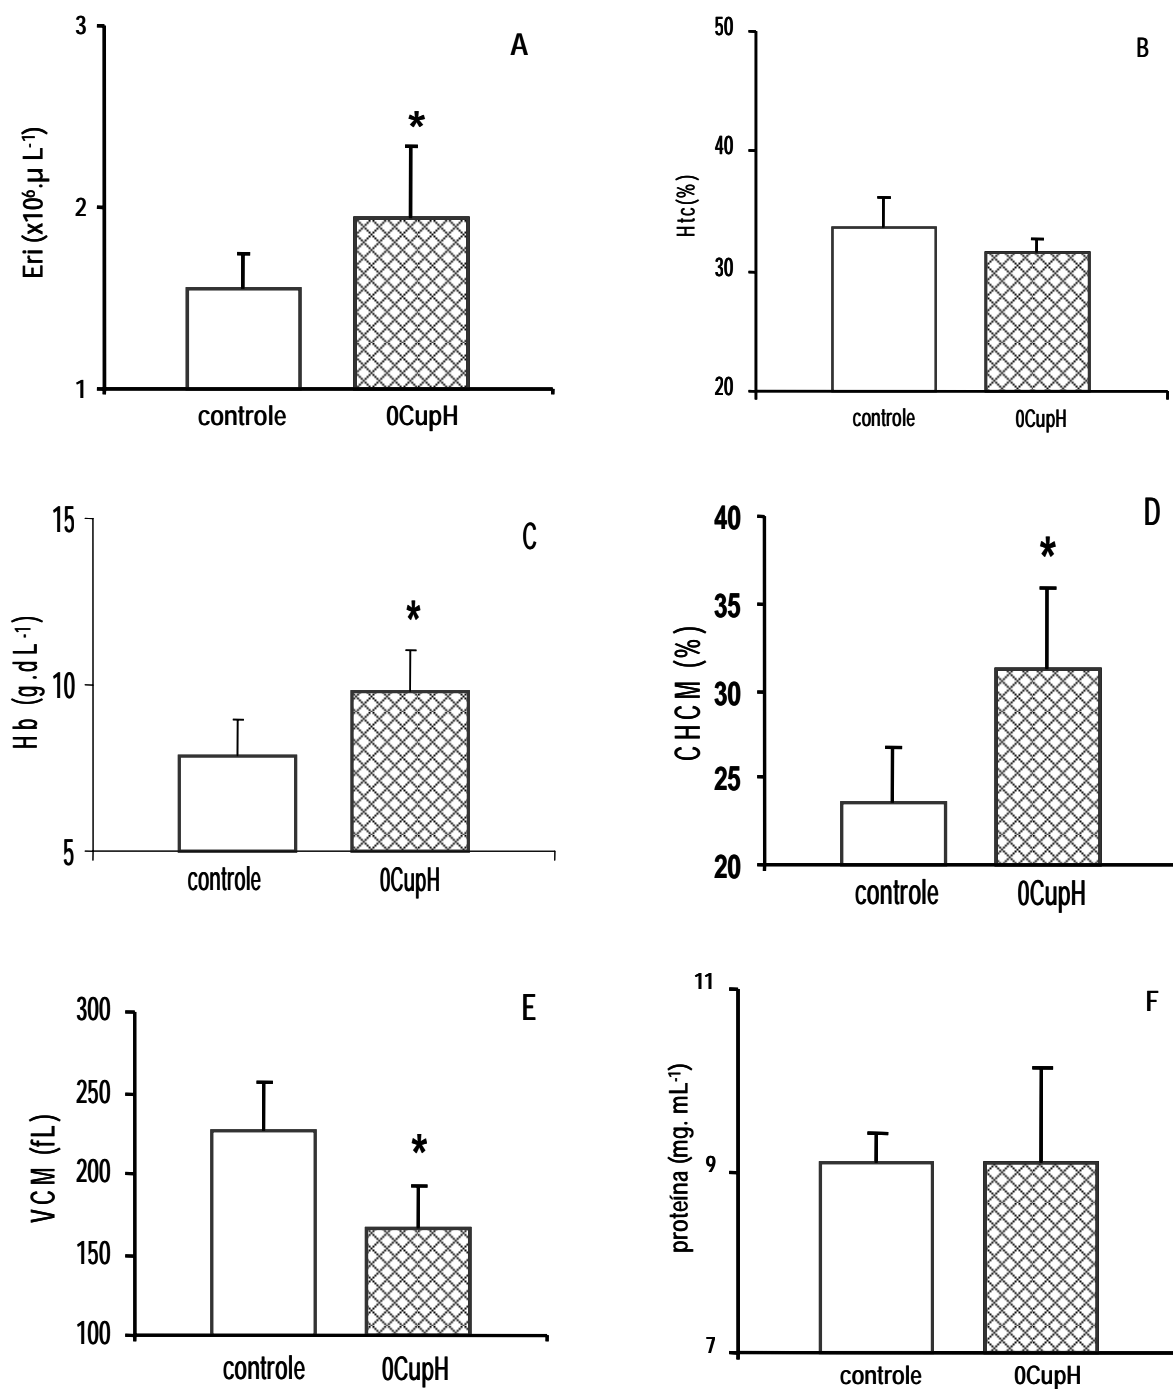 A
3
2
1
Eri (x10⁶.µ L⁻¹)
*
controle 0CupH
B
50
40
30
20
Htc(%)
controle 0CupH
C
15
10
5
Hb (g.dL⁻¹)
*
controle 0CupH
D
40
35
30
25
20
CHCM (%)
*
controle 0CupH
E
300
250
200
150
100
VCM (fL)
*
controle 0CupH
F
11
9
7
proteína (mg. mL⁻¹)
controle 0CupH